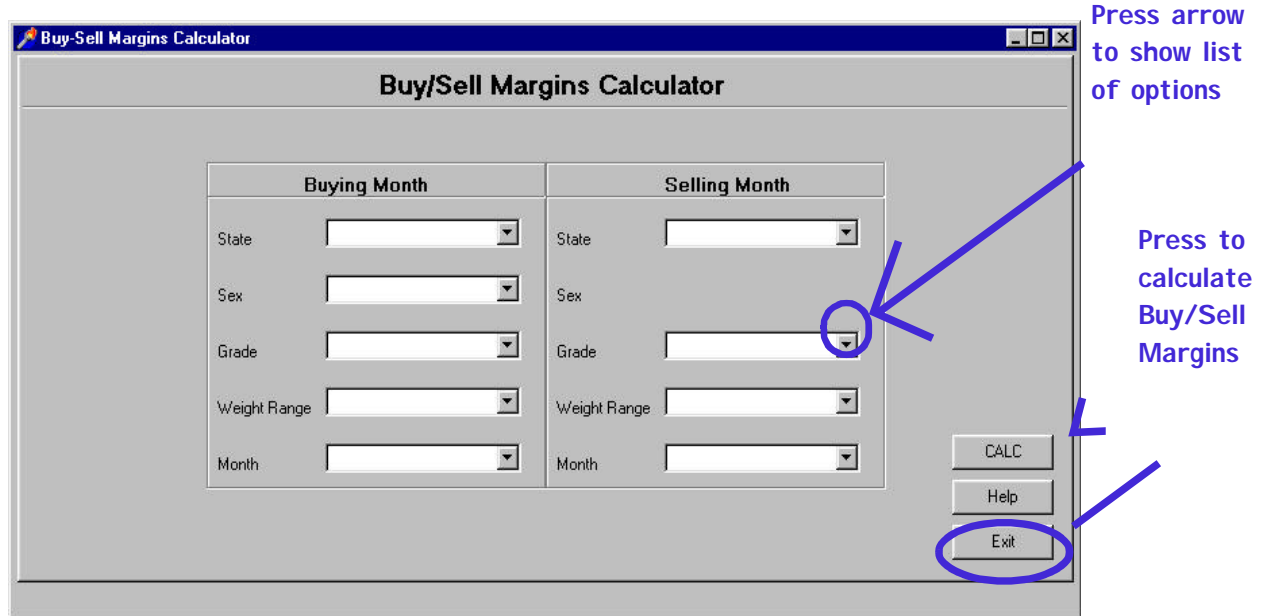 Buy-Sell Margins Calculator
Buy/Sell Margins Calculator
Press arrow
to show list
of options
Buying Month
Selling Month
State
State
Sex
Sex
Grade
Grade
Weight Range
Weight Range
Month
Month
Press to
calculate
Buy/Sell
Margins
CALC
Help
Exit